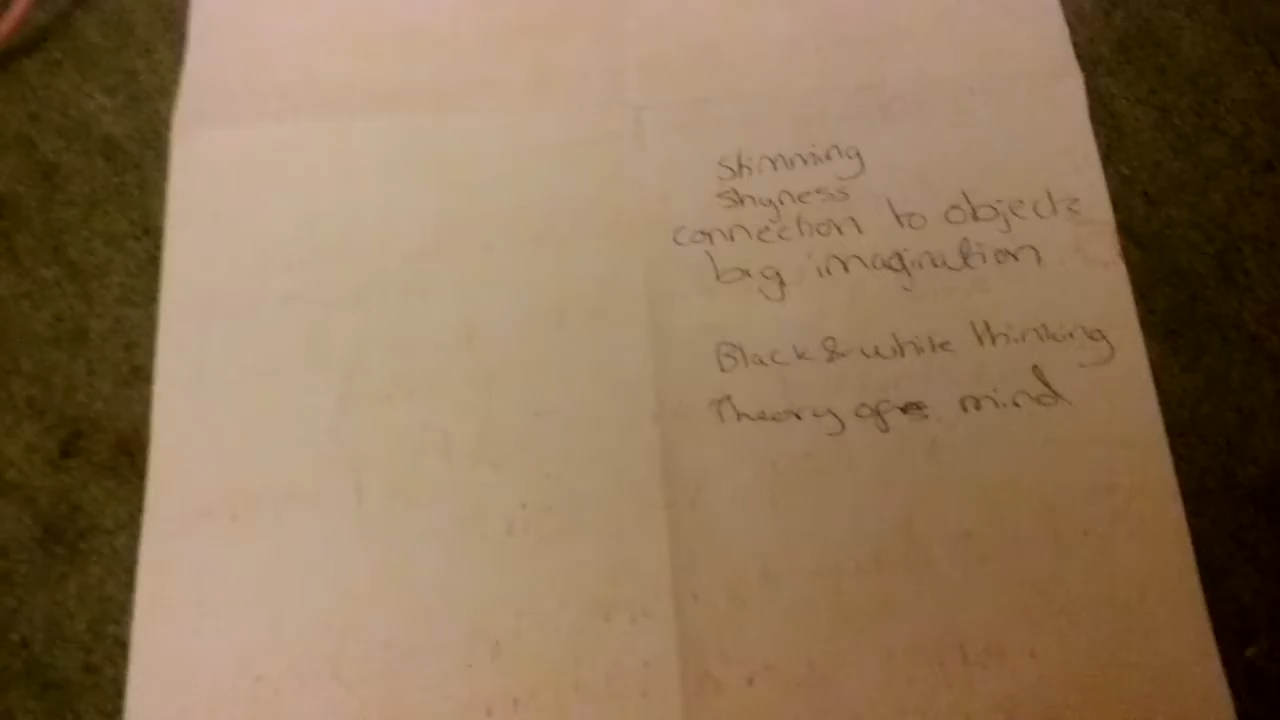 Stimming
Shyness
connection to objects
big imagination
Black & white thinking
Theory of mind